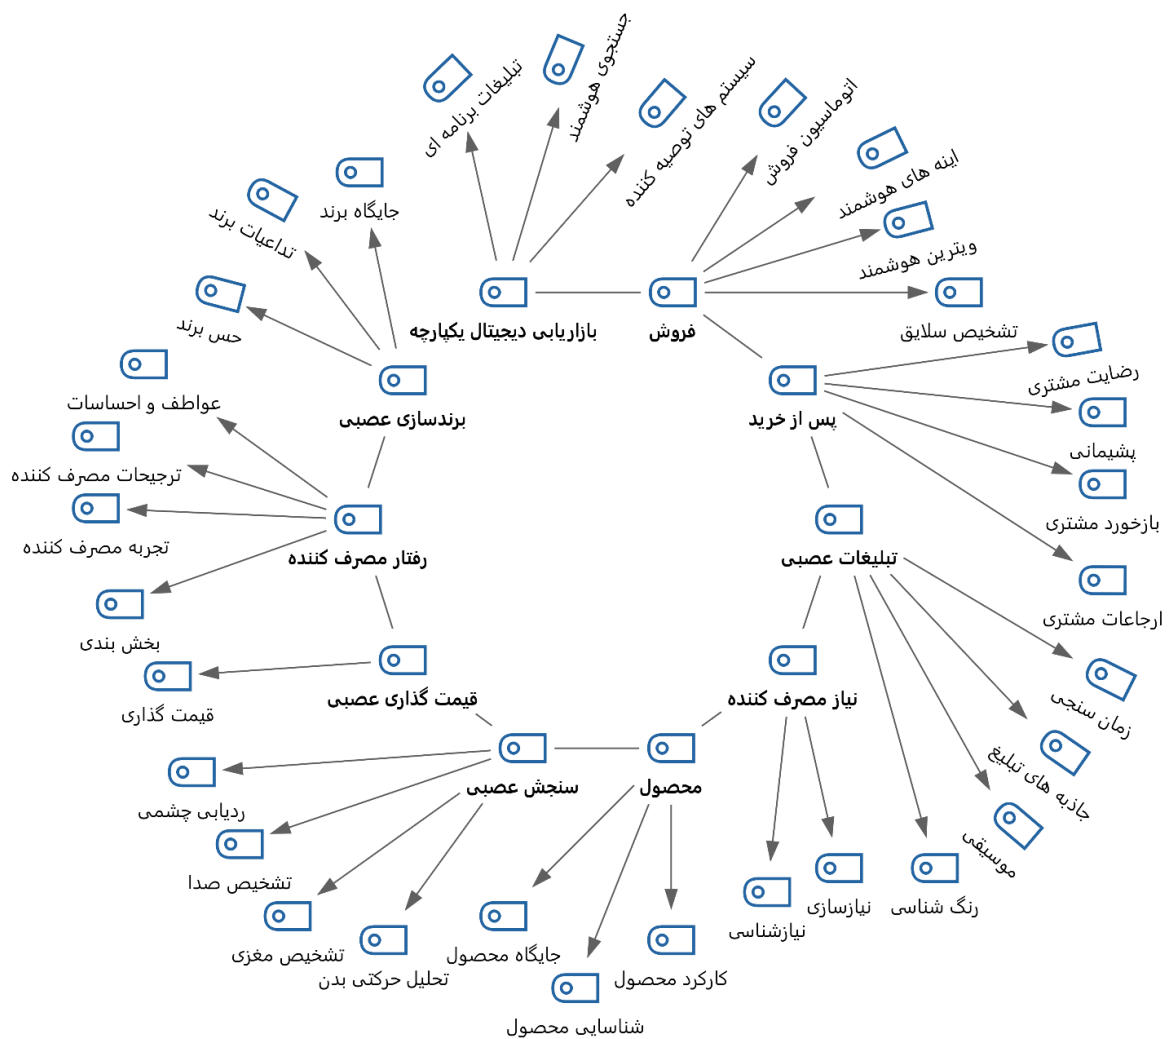 تبلیغات برنامه ای
جستجوی هوشمند
سیستم های توصیه کننده
اتوماسیون فروش
اینه های هوشمند
ویترین هوشمند
تشخیص سلایق
جایگاه برند
تداعیات برند
حس برند
بازاریابی دیجیتال یکپارچه
فروش
رضایت مشتری
پشیمانی
بازخورد مشتری
ارجاعات مشتری
پس از خرید
برندسازی عصبی
عواطف و احساسات
ترجیحات مصرف کننده
تجربه مصرف کننده
بخش بندی
رفتار مصرف کننده
تبلیغات عصبی
زمان سنجی
جاذبه های تبلیغ
موسیقی
رنگ شناسی
نیاز مصرف کننده
نیازسازی
نیازشناسی
قیمت گذاری عصبی
قیمت گذاری
محصول
سنجش عصبی
ردیابی چشمی
تشخیص صدا
تشخیص مغزی
تحلیل حرکتی بدن
جایگاه محصول
کارکرد محصول
شناسایی محصول